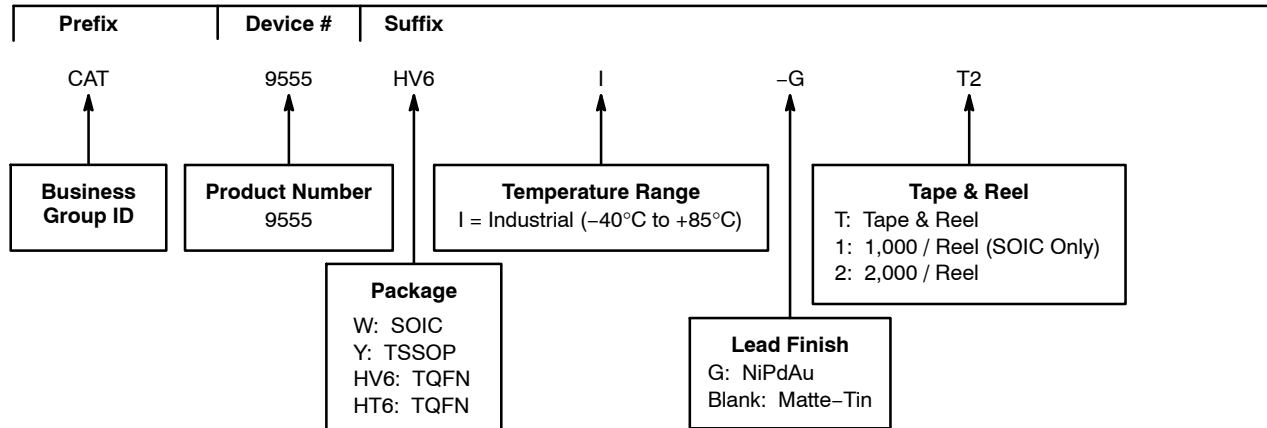 Prefix Device # Suffix
CAT 9555 HV6 I –G T2
Business
Group ID
Product Number
9555
Temperature Range
I = Industrial (–40°C to +85°C)
Tape & Reel
T: Tape & Reel
1: 1,000 / Reel (SOIC Only)
2: 2,000 / Reel
Package
W: SOIC
Y: TSSOP
HV6: TQFN
HT6: TQFN
Lead Finish
G: NiPdAu
Blank: Matte–Tin